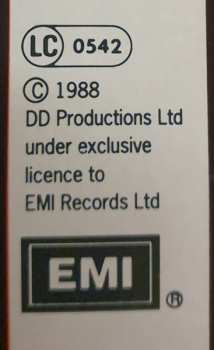 LC 0542
© 1988
DD Productions Ltd
under exclusive
licence to
EMI Records Ltd
EMI ®